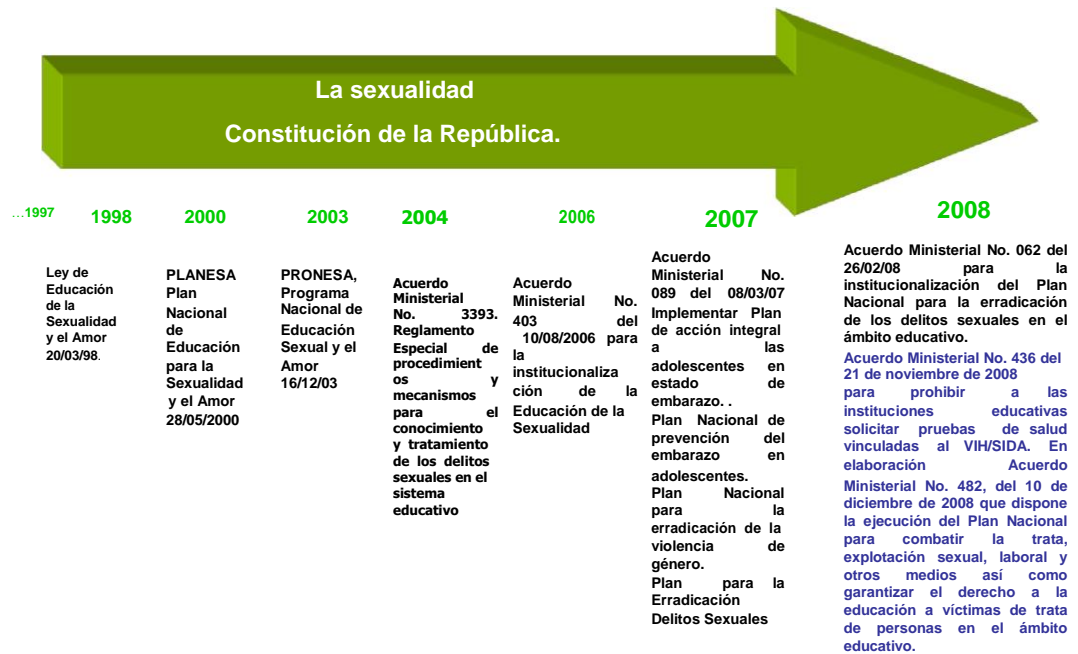 La sexualidad
Constitución de la República.
…1997
1998
2000
2003
2004
2006
2007
2008
Ley de
Educación
de la
Sexualidad
y el Amor
20/03/98.
PLANESA
Plan
Nacional
de
Educación
para la
Sexualidad
y el Amor
28/05/2000
PRONESA,
Programa
Nacional de
Educación
Sexual y el
Amor
16/12/03
Acuerdo
Ministerial
No. 3393.
Reglamento
Especial de
procedimient
os y
mecanismos
para el
conocimiento
y tratamiento
de los delitos
sexuales en el
sistema
educativo
Acuerdo
Ministerial No.
403 del
10/08/2006 para
la
institucionaliza
ción de la
Educación de la
Sexualidad
Acuerdo
Ministerial No.
089 del 08/03/07
Implementar Plan
de acción integral
a las
adolescentes en
estado de
embarazo. .
Plan Nacional de
prevención del
embarazo en
adolescentes.
Plan Nacional
para la
erradicación de la
violencia de
género.
Plan para la
Erradicación
Delitos Sexuales
Acuerdo Ministerial No. 062 del
26/02/08 para la
institucionalización del Plan
Nacional para la erradicación
de los delitos sexuales en el
ámbito educativo.
Acuerdo Ministerial No. 436 del
21 de noviembre de 2008
para prohibir a las
instituciones educativas
solicitar pruebas de salud
vinculadas al VIH/SIDA. En
elaboración Acuerdo
Ministerial No. 482, del 10 de
diciembre de 2008 que dispone
la ejecución del Plan Nacional
para combatir la trata,
explotación sexual, laboral y
otros medios así como
garantizar el derecho a la
educación a víctimas de trata
de personas en el ámbito
educativo.